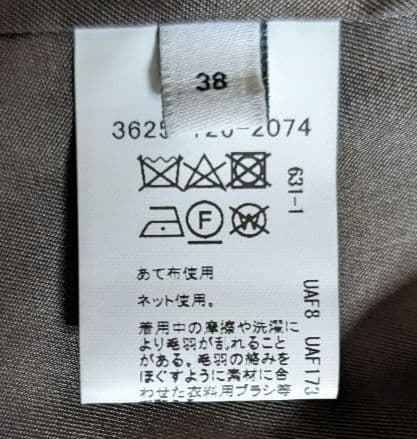 38
3625 120-2074
F
W
631-1
UAF8 UAF173
あて布使用
ネット使用。
着用中の摩擦や洗濯に
より毛羽が乱れること
がある。毛羽の絡みを
ほぐすように素材に合
わせた衣料用ブラシ等